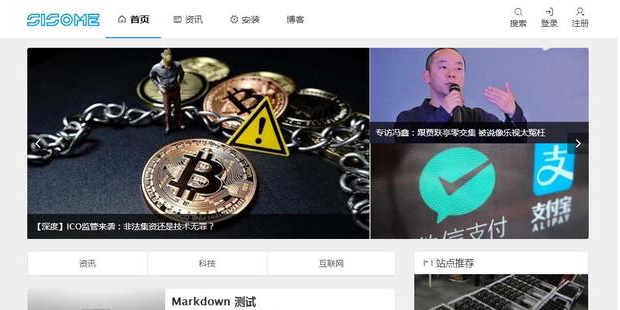 SISOME
首页
资讯
安装
博客
搜索
登录
注册
【深度】ICO监管来袭：非法集资还是技术无罪？
专访冯鑫：跟贾跃亭零交集 被说像乐视太冤枉
微信支付
支付宝
ALIPAY
资讯
科技
互联网
站点推荐
Markdown 测试